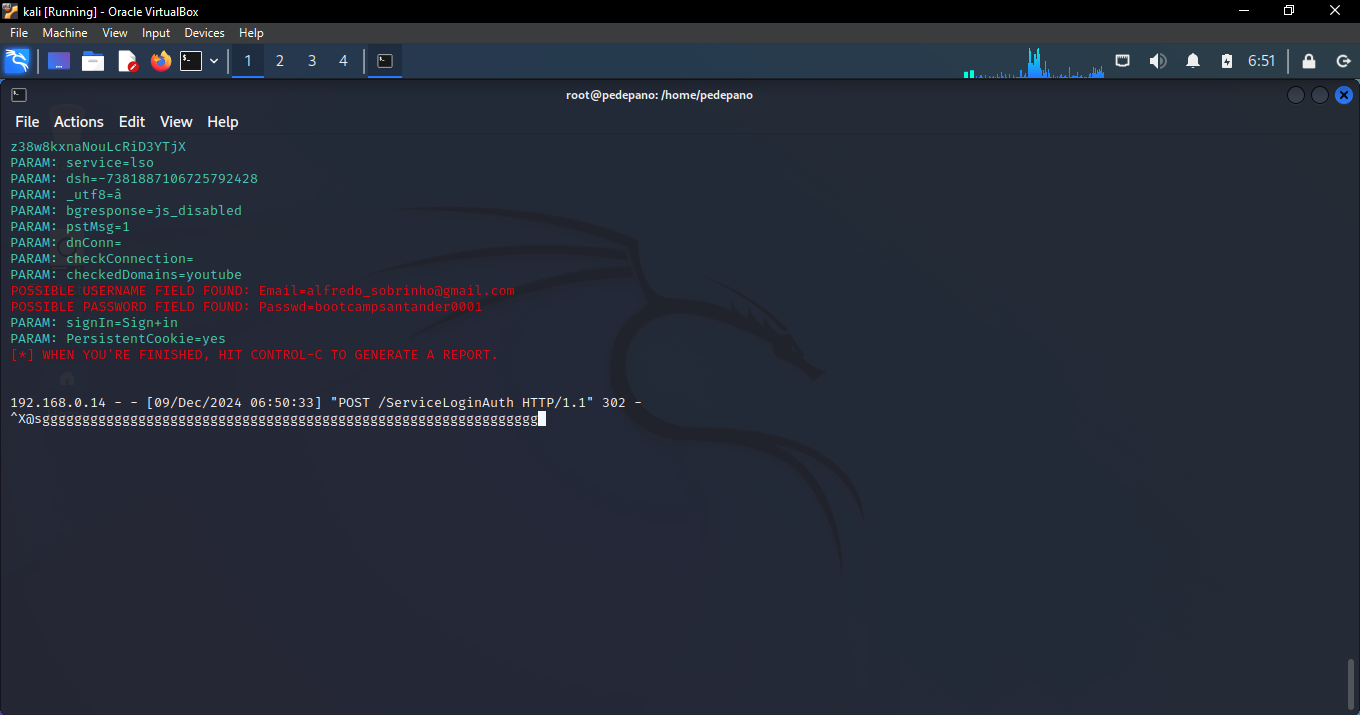 kali [Running] - Oracle VirtualBox
File Machine View Input Devices Help
1 2 3 4 6:51
root@pedepano: /home/pedepano
File Actions Edit View Help
z38w8kxnaNouLcRiD3YTjX
PARAM: service=lso
PARAM: dsh=-7381887106725792428
PARAM: _utf8=â
PARAM: bgresponse=js_disabled
PARAM: pstMsg=1
PARAM: dnConn=
PARAM: checkConnection=
PARAM: checkedDomains=youtube
POSSIBLE USERNAME FIELD FOUND: Email=alfredo_sobrinho@gmail.com
POSSIBLE PASSWORD FIELD FOUND: Passwd=bootcampsantander0001
PARAM: signIn=Sign+in
PARAM: PersistentCookie=yes
[*] WHEN YOU'RE FINISHED, HIT CONTROL-C TO GENERATE A REPORT.
192.168.0.14 - - [09/Dec/2024 06:50:33] "POST /ServiceLoginAuth HTTP/1.1" 302 -
^X@sgggggggggggggggggggggggggggggggggggggggggggggggggggggggggggggg